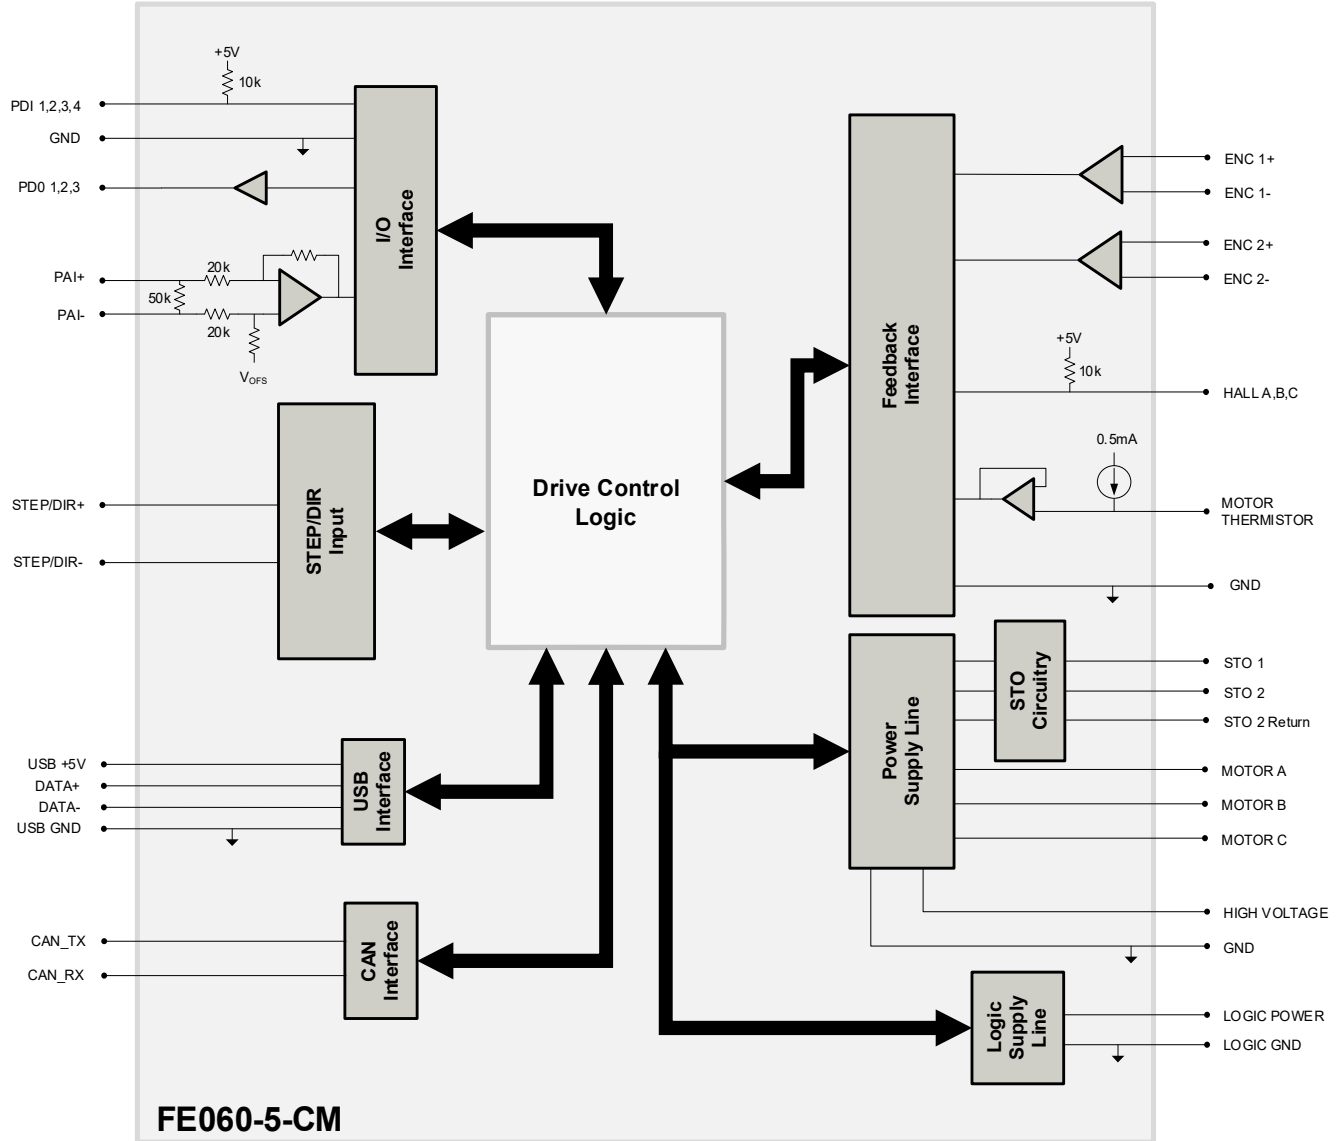 +5V
10k
PDI 1,2,3,4
GND
PD0 1,2,3
PAI+
20k
50k
PAI-
20k
VOFS
I/O
Interface
STEP/DIR+
STEP/DIR-
STEP/DIR
Input
Drive Control
Logic
Feedback
Interface
ENC 1+
ENC 1-
ENC 2+
ENC 2-
+5V
10k
HALL A,B,C
0.5mA
MOTOR
THERMISTOR
GND
STO
Circuitry
STO 1
STO 2
STO 2 Return
Power
Supply Line
MOTOR A
MOTOR B
MOTOR C
HIGH VOLTAGE
GND
USB +5V
DATA+
DATA-
USB GND
USB
Interface
CAN_TX
CAN_RX
CAN
Interface
Logic
Supply
Line
LOGIC POWER
LOGIC GND
FE060-5-CM